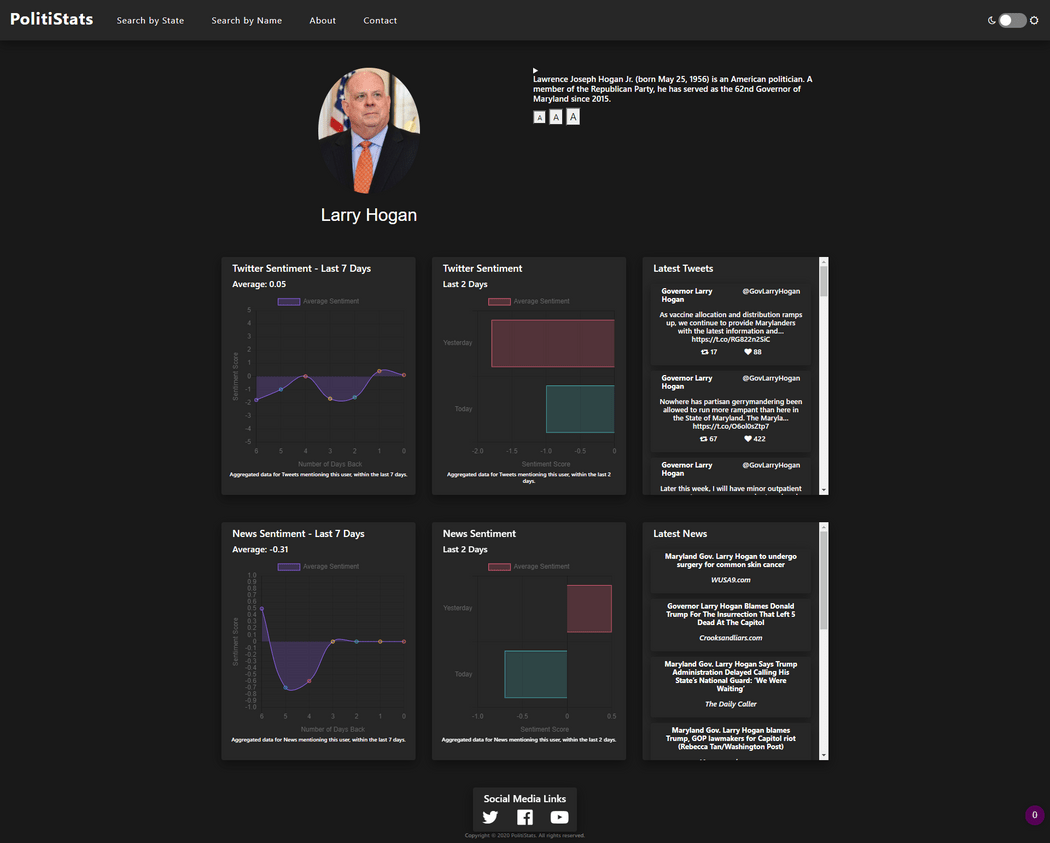 PolitiStats
Search by State
Search by Name
About
Contact
Lawrence Joseph Hogan Jr. (born May 25, 1956) is an American politician. A
member of the Republican Party, he has served as the 62nd Governor of
Maryland since 2015.
A A A
Larry Hogan
Twitter Sentiment - Last 7 Days
Average: 0.05
Average Sentiment
5
4
3
2
1
0
-1
-2
-3
-4
-5
Sentiment Score
6 5 4 3 2 1 0
Number of Days Back
Aggregated data for Tweets mentioning this user, within the last 7 days.
Twitter Sentiment
Last 2 Days
Average Sentiment
Yesterday
Today
-2.0 -1.5 -1.0 -0.5 0
Sentiment Score
Aggregated data for Tweets mentioning this user, within the last 2
days.
Latest Tweets
Governor Larry
Hogan
@GovLarryHogan
As vaccine allocation and distribution ramps
up, we continue to provide Marylanders
with the latest information and...
https://t.co/RG822n2SiC
17 88
Governor Larry
Hogan
@GovLarryHogan
Nowhere has partisan gerrymandering been
allowed to run more rampant than here in
the State of Maryland. The Maryla...
https://t.co/O6ol0sZtp7
67 422
Governor Larry
Hogan
@GovLarryHogan
Later this week, I will have minor outpatient
News Sentiment - Last 7 Days
Average: -0.31
Average Sentiment
1.0
0.9
0.8
0.7
0.6
0.5
0.4
0.3
0.2
0.1
0
-0.1
-0.2
-0.3
-0.4
-0.5
-0.6
-0.7
-0.8
-0.9
-1.0
Sentiment Score
6 5 4 3 2 1 0
Number of Days Back
Aggregated data for News mentioning this user, within the last 7 days.
News Sentiment
Last 2 Days
Average Sentiment
Yesterday
Today
-1.0 -0.5 0 0.5
Sentiment Score
Aggregated data for News mentioning this user, within the last 2 days.
Latest News
Maryland Gov. Larry Hogan to undergo
surgery for common skin cancer
WUSA9.com
Governor Larry Hogan Blames Donald
Trump For The Insurrection That Left 5
Dead At The Capitol
Crooksandliars.com
Maryland Gov. Larry Hogan Says Trump
Administration Delayed Calling His
State's National Guard: 'We Were
Waiting'
The Daily Caller
Maryland Gov. Larry Hogan blames
Trump, GOP lawmakers for Capitol riot
(Rebecca Tan/Washington Post)
Social Media Links
Copyright © 2020 PolitiStats. All rights reserved.
0